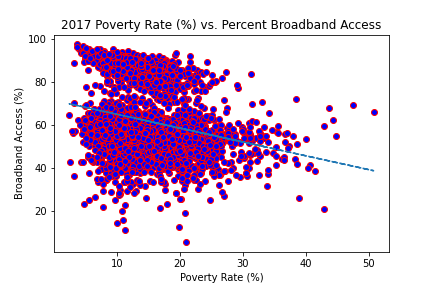 2017 Poverty Rate (%) vs. Percent Broadband Access
Broadband Access (%)
100
80
60
40
20
10 20 30 40 50
Poverty Rate (%)